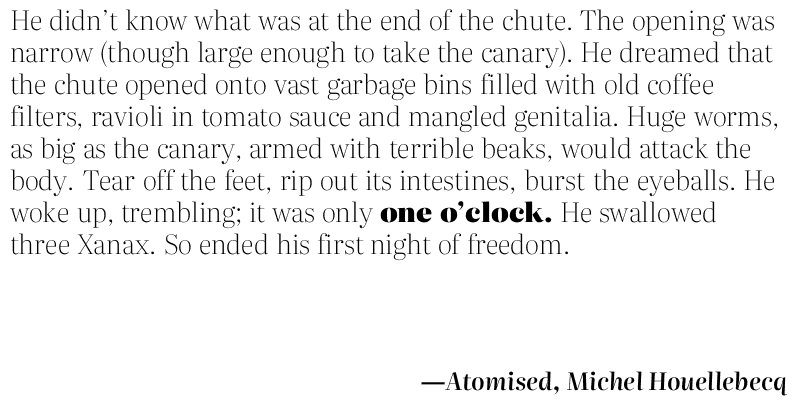 He didn’t know what was at the end of the chute. The opening was
narrow (though large enough to take the canary). He dreamed that
the chute opened onto vast garbage bins filled with old coffee
filters, ravioli in tomato sauce and mangled genitalia. Huge worms,
as big as the canary, armed with terrible beaks, would attack the
body. Tear off the feet, rip out its intestines, burst the eyeballs. He
woke up, trembling; it was only one o’clock. He swallowed
three Xanax. So ended his first night of freedom.
—Atomised, Michel Houellebecq